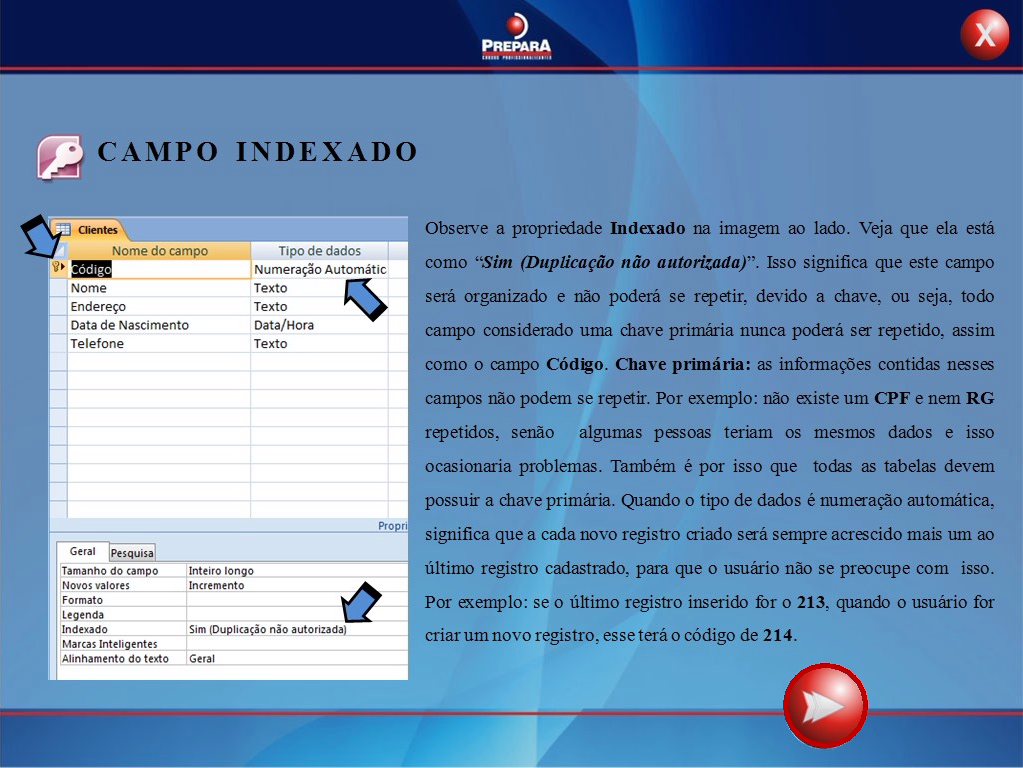 PREPARA
CURSOS PROFISSIONALIZANTES
X
CAMPO INDEXADO
Clientes
Nome do campo Tipo de dados
Código Numeração Automátic
Nome Texto
Endereço Texto
Data de Nascimento Data/Hora
Telefone Texto
Propri
Geral Pesquisa
Tamanho do campo Inteiro longo
Novos valores Incremento
Formato
Legenda
Indexado Sim (Duplicação não autorizada)
Marcas Inteligentes
Alinhamento do texto Geral
Observe a propriedade Indexado na imagem ao lado. Veja que ela está
como “Sim (Duplicação não autorizada)”. Isso significa que este campo
será organizado e não poderá se repetir, devido a chave, ou seja, todo
campo considerado uma chave primária nunca poderá ser repetido, assim
como o campo Código. Chave primária: as informações contidas nesses
campos não podem se repetir. Por exemplo: não existe um CPF e nem RG
repetidos, senão algumas pessoas teriam os mesmos dados e isso
ocasionaria problemas. Também é por isso que todas as tabelas devem
possuir a chave primária. Quando o tipo de dados é numeração automática,
significa que a cada novo registro criado será sempre acrescido mais um ao
último registro cadastrado, para que o usuário não se preocupe com isso.
Por exemplo: se o último registro inserido for o 213, quando o usuário for
criar um novo registro, esse terá o código de 214.